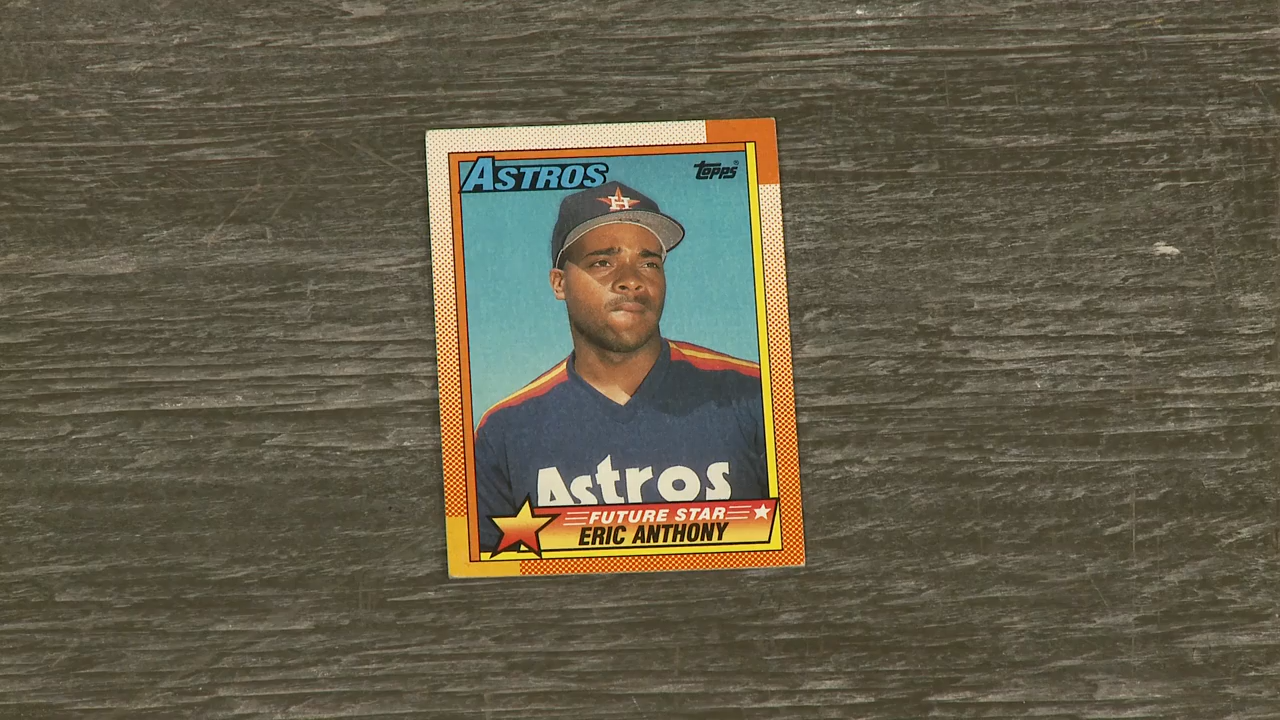 ASTROS
topps®
H
Astros
FUTURE STAR
ERIC ANTHONY